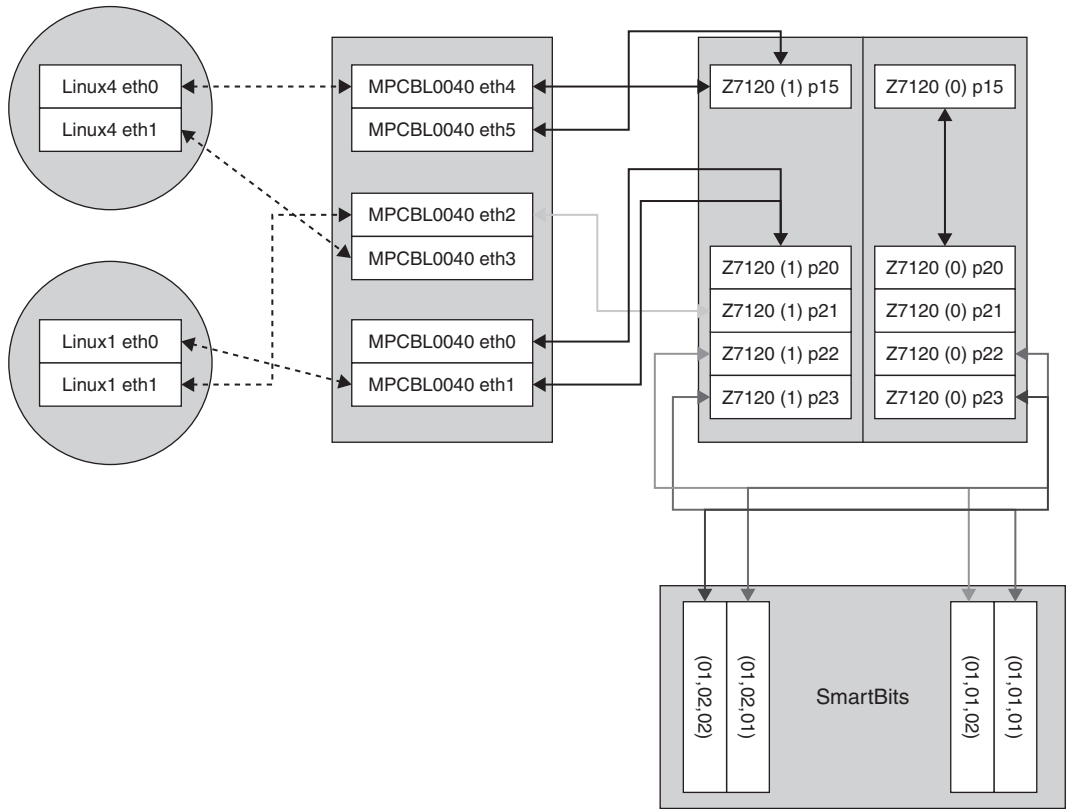 Linux4 eth0
Linux4 eth1
Linux1 eth0
Linux1 eth1
MPCBL0040 eth4
MPCBL0040 eth5
MPCBL0040 eth2
MPCBL0040 eth3
MPCBL0040 eth0
MPCBL0040 eth1
Z7120 (1) p15
Z7120 (1) p20
Z7120 (1) p21
Z7120 (1) p22
Z7120 (1) p23
Z7120 (0) p15
Z7120 (0) p20
Z7120 (0) p21
Z7120 (0) p22
Z7120 (0) p23
(01,02,02)
(01,02,01)
SmartBits
(01,01,02)
(01,01,01)